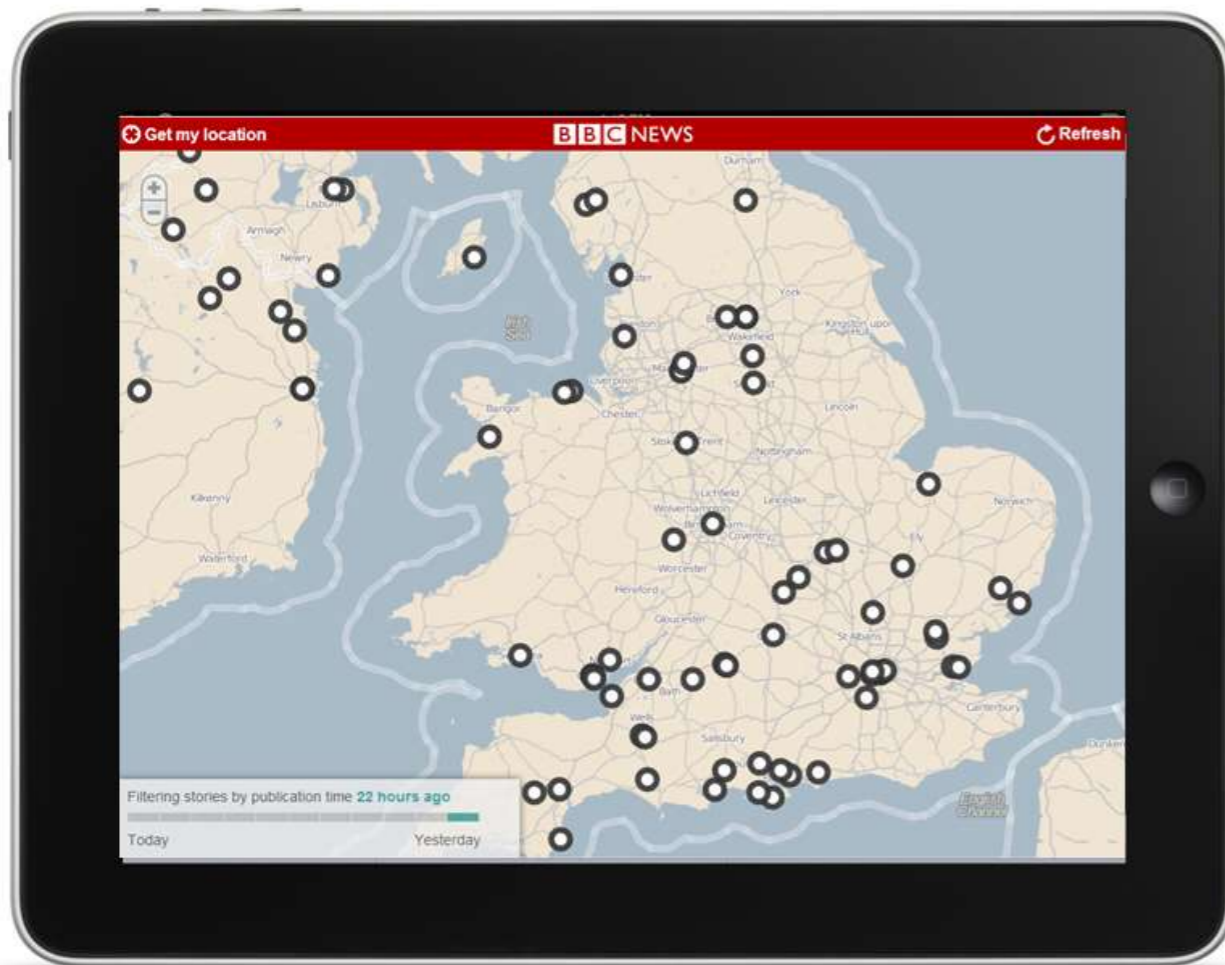 Get my location
BBC NEWS
Refresh
Durham
Lisburn
Armagh
Newry
York
Kingston upon
Hull
Wakefield
Liverpool
Bangor
Chester
Lincoln
Nottingham
Kilkenny
Lichfield
Leicester
Norwich
Wolverhampton
Coventry
Ely
Waterford
Worcester
Hereford
Gloucester
St Albans
Bath
Canterbury
Wells
Salisbury
Irish
Sea
English
Channel
Filtering stories by publication time 22 hours ago
Today
Yesterday